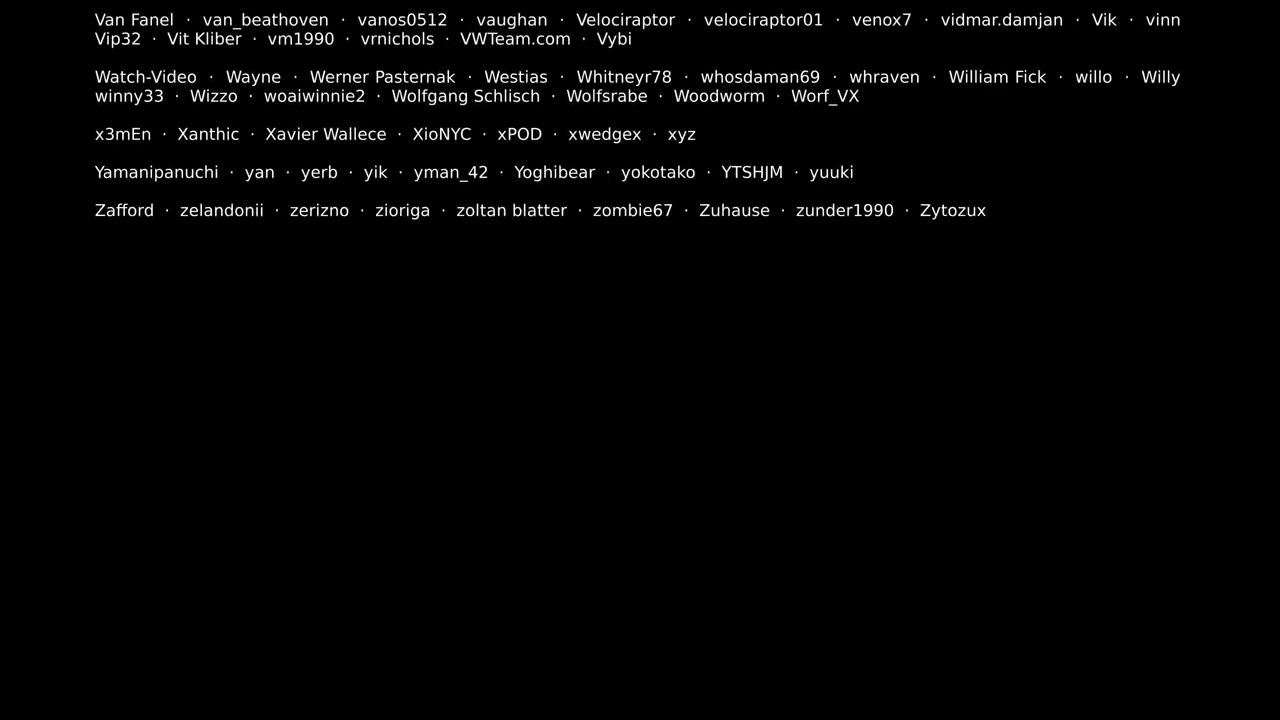 Van Fanel · van_beathoven · vanos0512 · vaughan · Velociraptor · velociraptor01 · venox7 · vidmar.damjan · Vik · vinn
Vip32 · Vit Kliber · vm1990 · vrnichols · VWTeam.com · Vybi
Watch-Video · Wayne · Werner Pasternak · Westias · Whitneyr78 · whosdaman69 · whraven · William Fick · willo · Willy
winny33 · Wizzo · woaiwinnie2 · Wolfgang Schlisch · Wolfsrabe · Woodworm · Worf_VX
x3mEn · Xanthic · Xavier Wallece · XioNYC · xPOD · xwedgex · xyz
Yamanipanuchi · yan · yerb · yik · yman_42 · Yoghibear · yokotako · YTSHJM · yuuki
Zafford · zelandonii · zerizno · zioriga · zoltan blatter · zombie67 · Zuhause · zunder1990 · Zytozux